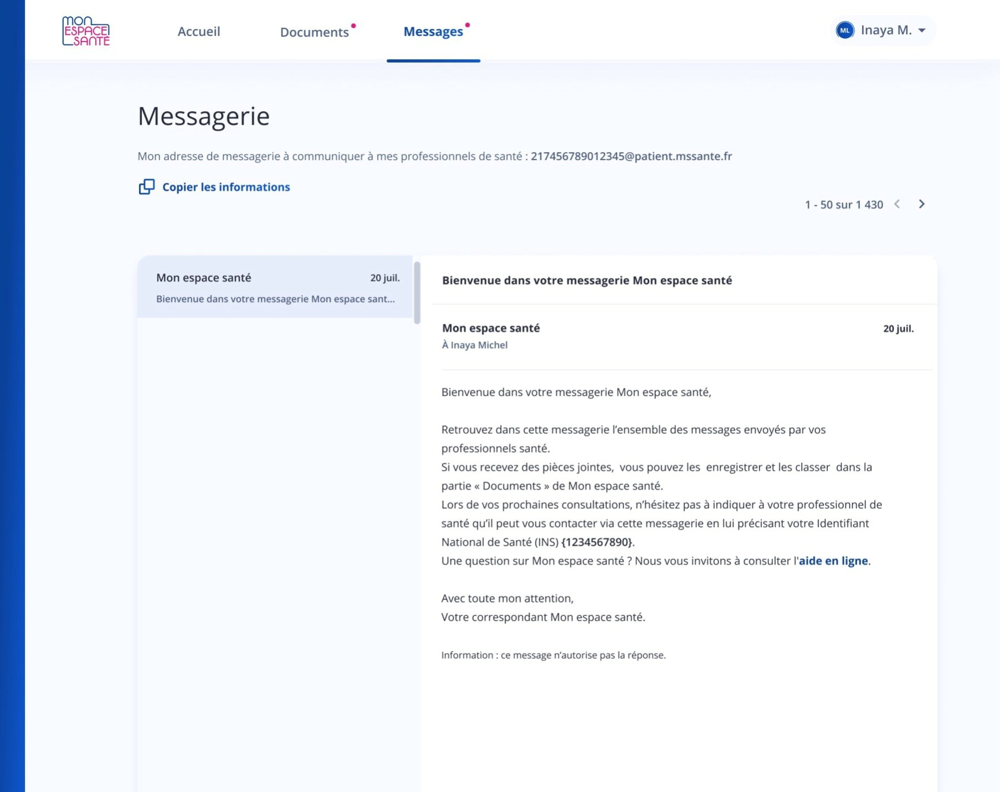 mon
ESPACE
SANTÉ
Accueil
Documents
Messages
ML
Inaya M.
Messagerie
Mon adresse de messagerie à communiquer à mes professionnels de santé : 217456789012345@patient.mssante.fr
Copier les informations
1 - 50 sur 1 430
Mon espace santé 20 juil.
Bienvenue dans votre messagerie Mon espace sant...
Bienvenue dans votre messagerie Mon espace santé
Mon espace santé 20 juil.
À Inaya Michel
Bienvenue dans votre messagerie Mon espace santé,
Retrouvez dans cette messagerie l’ensemble des messages envoyés par vos
professionnels santé.
Si vous recevez des pièces jointes, vous pouvez les enregistrer et les classer dans la
partie « Documents » de Mon espace santé.
Lors de vos prochaines consultations, n’hésitez pas à indiquer à votre professionnel de
santé qu’il peut vous contacter via cette messagerie en lui précisant votre Identifiant
National de Santé (INS) {1234567890}.
Une question sur Mon espace santé ? Nous vous invitons à consulter l'aide en ligne.
Avec toute mon attention,
Votre correspondant Mon espace santé.
Information : ce message n’autorise pas la réponse.